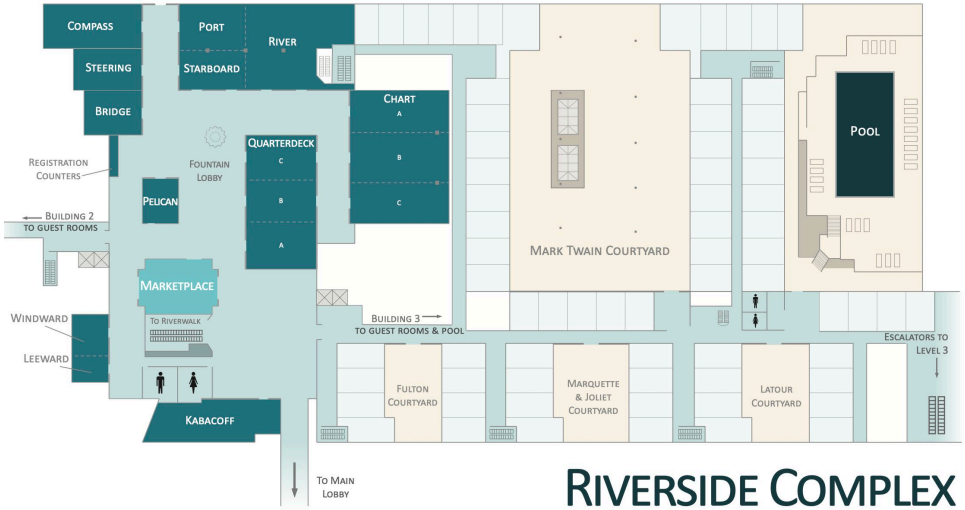 COMPASS
PORT
RIVER
STEERING
STARBOARD
BRIDGE
CHART
A
B
C
POOL
QUARTERDECK
C
B
A
REGISTRATION
COUNTERS
FOUNTAIN
LOBBY
PELICAN
← BUILDING 2
TO GUEST ROOMS
MARK TWAIN COURTYARD
MARKETPLACE
TO RIVERWALK
WINDWARD
LEEWARD
BUILDING 3 →
TO GUEST ROOMS & POOL
ESCALATORS TO
LEVEL 3
FULTON
COURTYARD
MARQUETTE
& JOLIET
COURTYARD
LATOUR
COURTYARD
KABACOFF
TO MAIN
LOBBY
RIVERSIDE COMPLEX